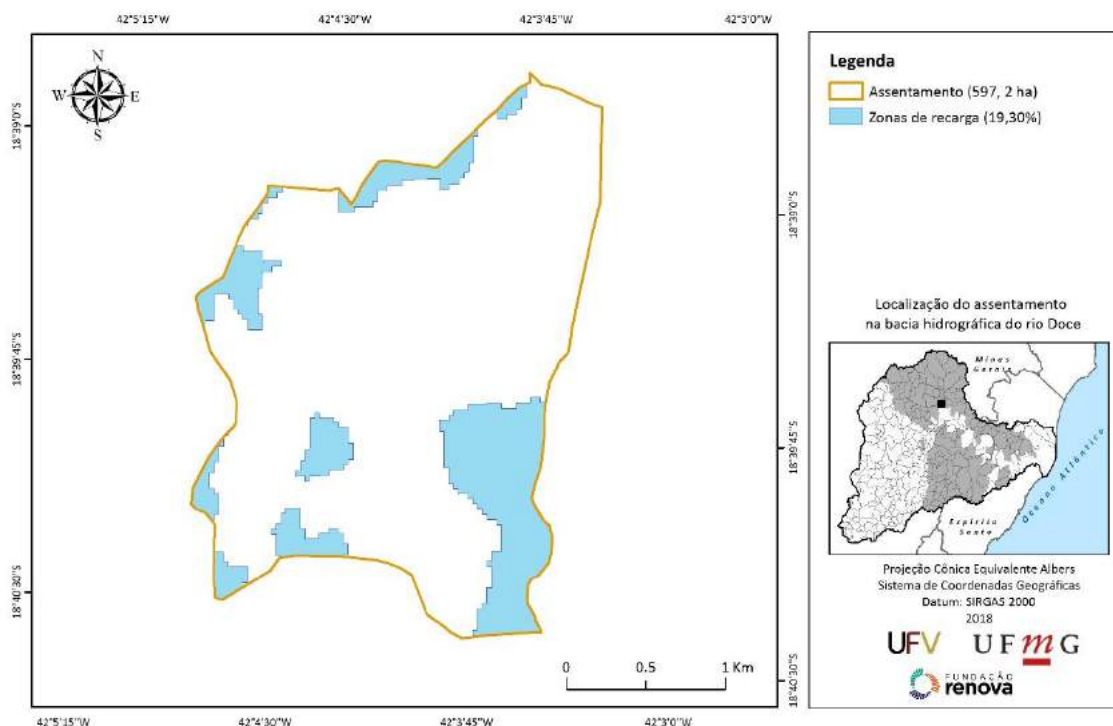 42°5'15"W
42°4'30"W
42°3'45"W
42°3'0"W
N
W
E
S
18°39'0"S
18°39'45"S
18°40'30"S
18°39'0"S
18°39'45"S
18°40'30"S
0
0.5
1 Km
42°5'15"W
42°4'30"W
42°3'45"W
42°3'0"W
Legenda
Assentamento (597, 2 ha)
Zonas de recarga (19,30%)
Localização do assentamento
na bacia hidrográfica do rio Doce
Minas
Gerais
Espírito
Santo
Oceano Atlântico
Projeção Cônica Equivalente Albers
Sistema de Coordenadas Geográficas
Datum: SIRGAS 2000
2018
UFV
UFmG
FUNDAÇÃO
renova